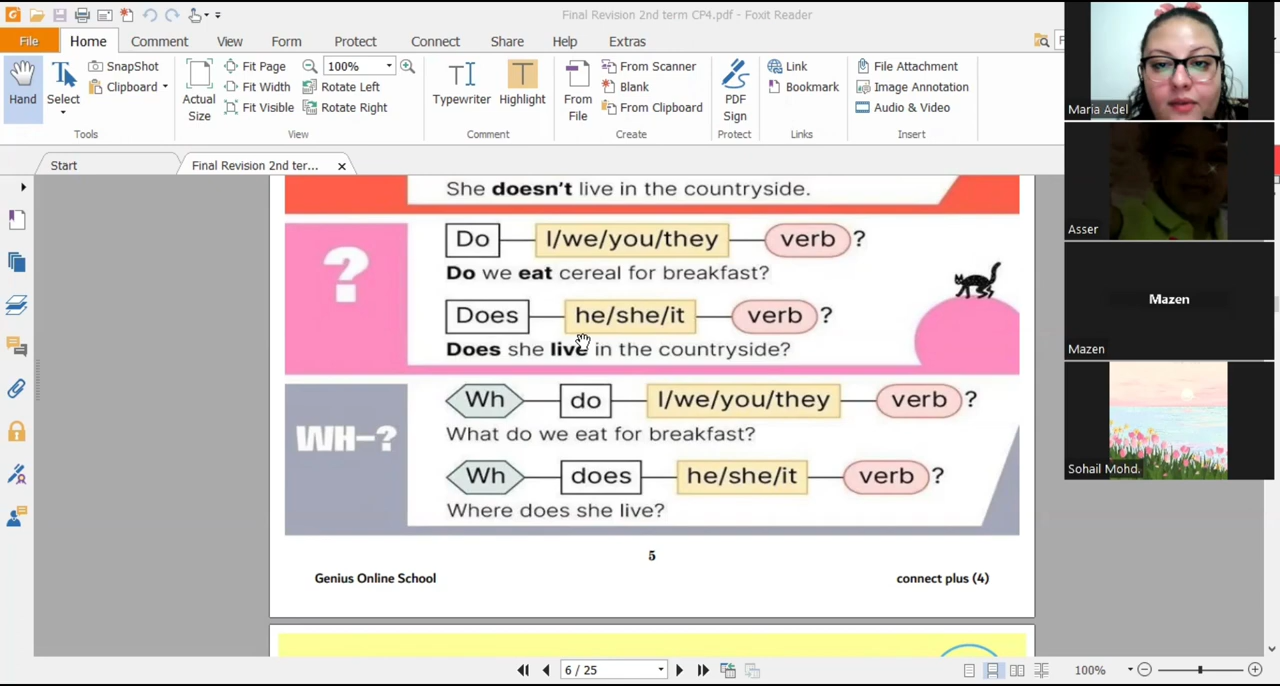 Final Revision 2nd term CP4.pdf - Foxit Reader
File Home Comment View Form Protect Connect Share Help Extras
Hand
Select
SnapShot
Clipboard
Actual Size
Fit Page
Fit Width
Fit Visible
100%
Rotate Left
Rotate Right
Typewriter
Highlight
From File
From Scanner
Blank
From Clipboard
PDF Sign
Link
Bookmark
File Attachment
Image Annotation
Audio & Video
Tools View Comment Create Protect Links Insert
Start Final Revision 2nd ter...
She doesn't live in the countryside.
?
Do I/we/you/they verb ?
Do we eat cereal for breakfast?
Does he/she/it verb ?
Does she live in the countryside?
WH-?
Wh do I/we/you/they verb ?
What do we eat for breakfast?
Wh does he/she/it verb ?
Where does she live?
5
Genius Online School connect plus (4)
6 / 25
100%
Maria Adel
Asser
Mazen
Mazen
Sohail Mohd.